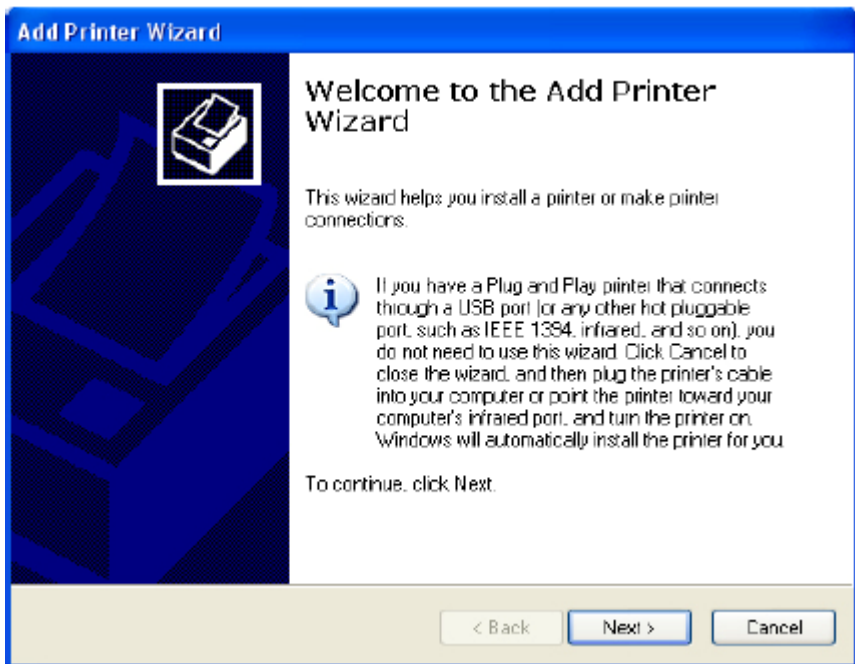 Add Printer Wizard
Welcome to the Add Printer
Wizard
This wizard helps you install a printer or make printer
connections.
If you have a Plug and Play printer that connects
through a USB port (or any other hot pluggable
port, such as IEEE 1394, infrared, and so on), you
do not need to use this wizard. Click Cancel to
close the wizard, and then plug the printer's cable
into your computer or point the printer toward your
computer's infrared port, and turn the printer on.
Windows will automatically install the printer for you.
To continue, click Next.
< Back
Next >
Cancel